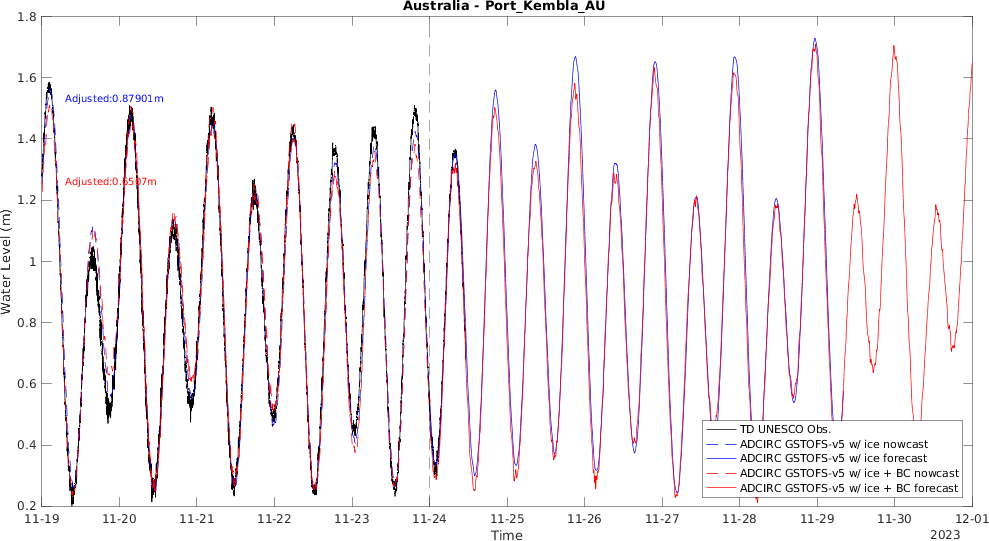 Australia - Port_Kembla_AU
1.8
1.6
1.4
1.2
1
0.8
0.6
0.4
0.2
Water Level (m)
Adjusted:0.87901m
TD UNESCO Obs.
ADCIRC GSTOFS-v5 w/ ice nowcast
ADCIRC GSTOFS-v5 w/ ice forecast
ADCIRC GSTOFS-v5 w/ ice + BC nowcast
ADCIRC GSTOFS-v5 w/ ice + BC forecast
11-19 11-20 11-21 11-22 11-23 11-24 11-25 11-26 11-27 11-28 11-29 11-30 12-01
Time
2023